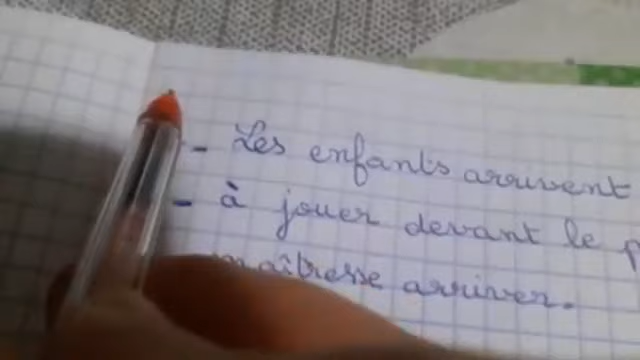 - Les enfants arrivent
- à jouer devant le
maîtresse arriver.